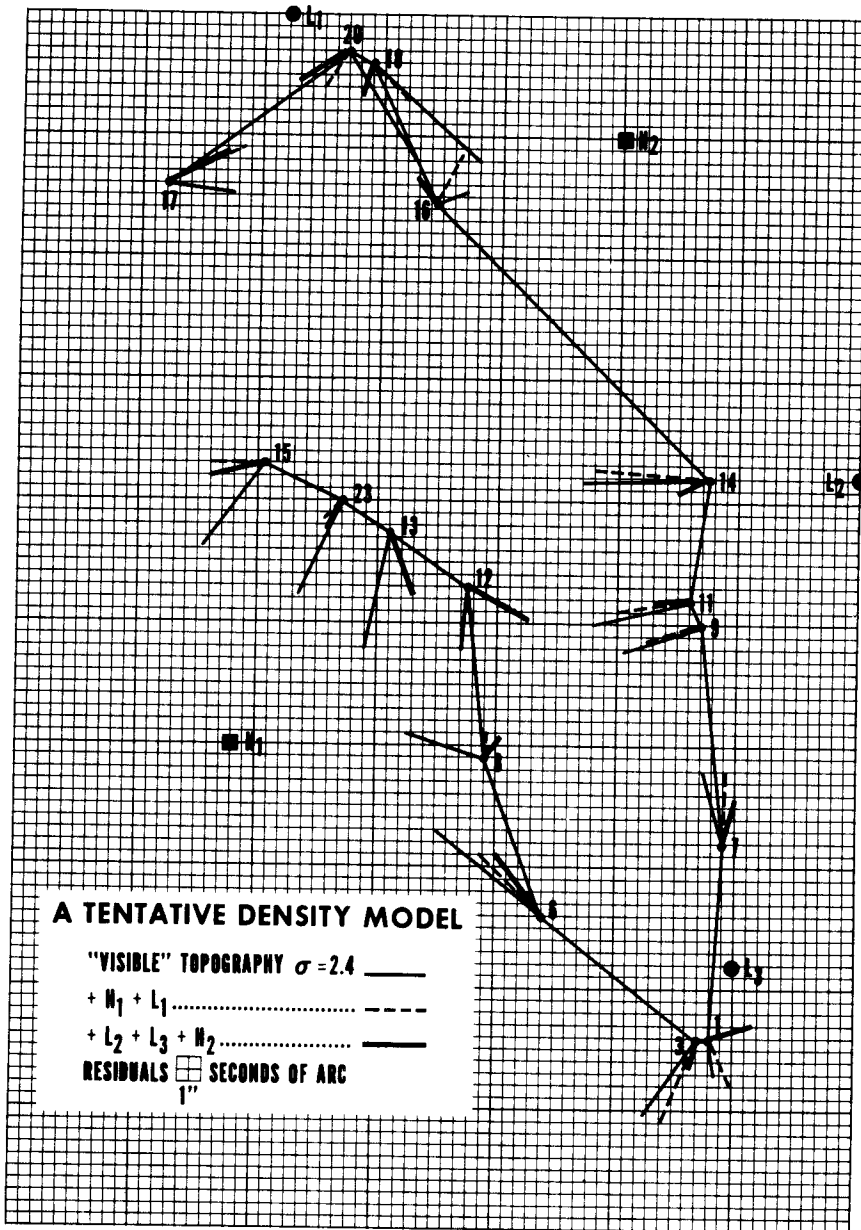 L1
20
18
M2
17
16
15
14
L2
23
13
12
11
9
M1
8
7
6
A TENTATIVE DENSITY MODEL
"VISIBLE" TOPOGRAPHY σ = 2.4
+ M1 + L1
L3
+ L2 + L3 + M2
3 1
RESIDUALS SECONDS OF ARC
1"